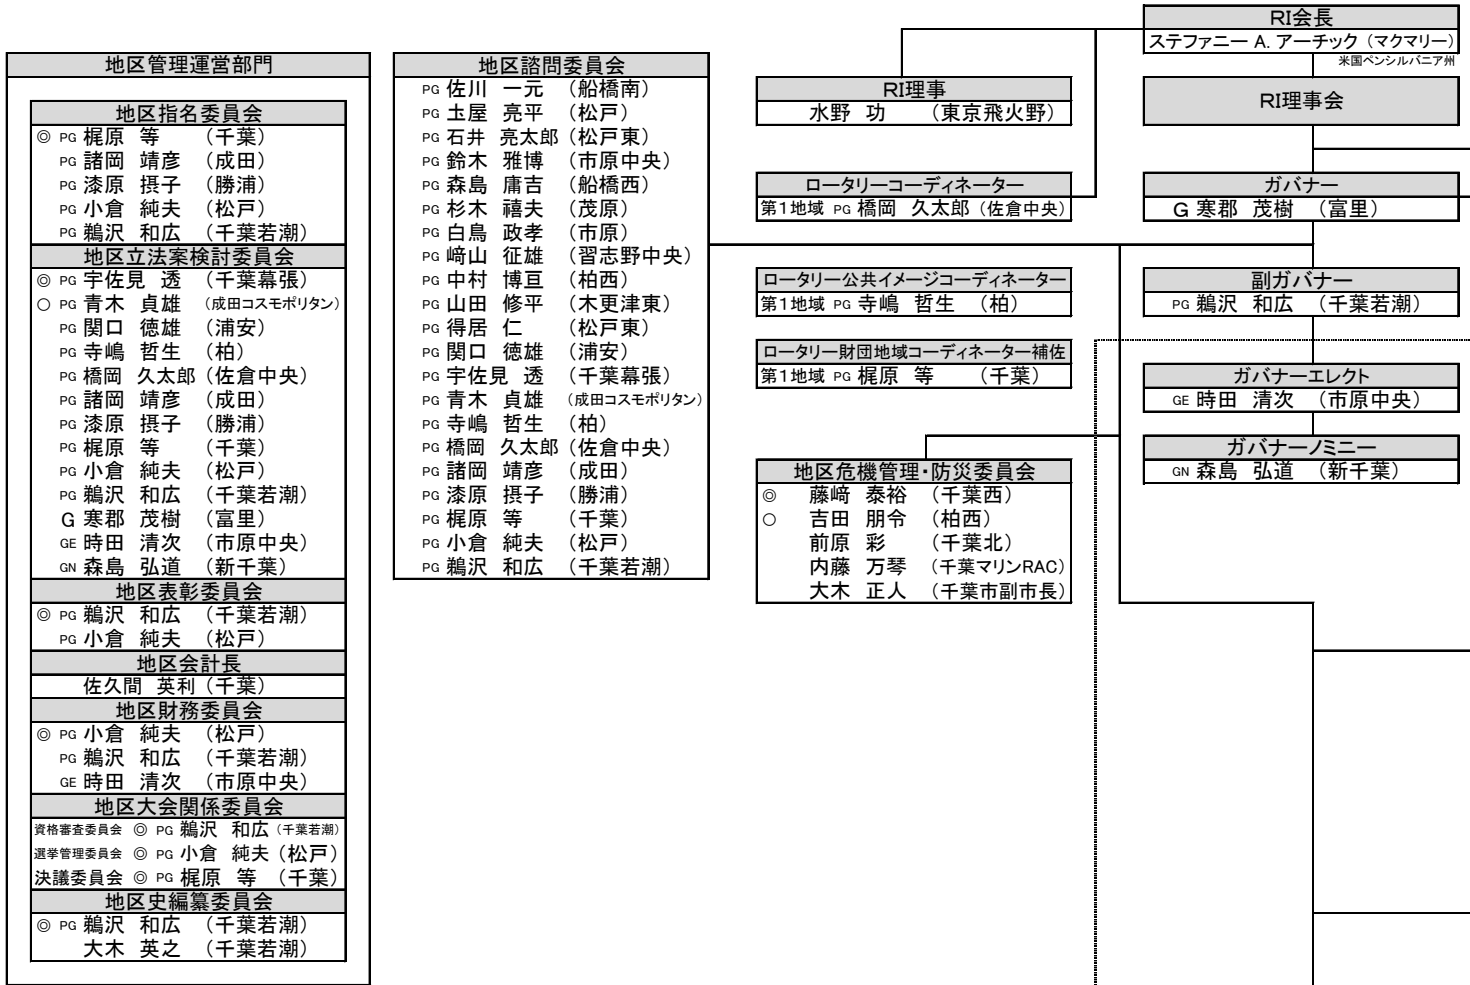 地区管理運営部門
地区指名委員会
◎ PG 梶原 等 (千葉)
PG 諸岡 靖彦 (成田)
PG 漆原 摂子 (勝浦)
PG 小倉 純夫 (松戸)
PG 鵜沢 和広 (千葉若潮)
地区立法案検討委員会
◎ PG 宇佐見 透 (千葉幕張)
○ PG 青木 貞雄 (成田コスモポリタン)
PG 関口 徳雄 (浦安)
PG 寺嶋 哲生 (柏)
PG 橋岡 久太郎 (佐倉中央)
PG 諸岡 靖彦 (成田)
PG 漆原 摂子 (勝浦)
PG 梶原 等 (千葉)
PG 小倉 純夫 (松戸)
PG 鵜沢 和広 (千葉若潮)
G 寒郡 茂樹 (富里)
GE 時田 清次 (市原中央)
GN 森島 弘道 (新千葉)
地区表彰委員会
◎ PG 鵜沢 和広 (千葉若潮)
PG 小倉 純夫 (松戸)
地区会計長
佐久間 英利 (千葉)
地区財務委員会
◎ PG 小倉 純夫 (松戸)
PG 鵜沢 和広 (千葉若潮)
GE 時田 清次 (市原中央)
地区大会関係委員会
資格審査委員会 ◎ PG 鵜沢 和広 (千葉若潮)
選挙管理委員会 ◎ PG 小倉 純夫 (松戸)
決議委員会 ◎ PG 梶原 等 (千葉)
地区史編纂委員会
◎ PG 鵜沢 和広 (千葉若潮)
大木 英之 (千葉若潮)
地区諮問委員会
PG 佐川 一元 (船橋南)
PG 圡屋 亮平 (松戸)
PG 石井 亮太郎 (松戸東)
PG 鈴木 雅博 (市原中央)
PG 森島 庸吉 (船橋西)
PG 杉木 禧夫 (茂原)
PG 白鳥 政孝 (市原)
PG 﨑山 征雄 (習志野中央)
PG 中村 博亘 (柏西)
PG 山田 修平 (木更津東)
PG 得居 仁 (松戸東)
PG 関口 徳雄 (浦安)
PG 宇佐見 透 (千葉幕張)
PG 青木 貞雄 (成田コスモポリタン)
PG 寺嶋 哲生 (柏)
PG 橋岡 久太郎 (佐倉中央)
PG 諸岡 靖彦 (成田)
PG 漆原 摂子 (勝浦)
PG 梶原 等 (千葉)
PG 小倉 純夫 (松戸)
PG 鵜沢 和広 (千葉若潮)
RI理事
水野 功 (東京飛火野)
ロータリーコーディネーター
第1地域 PG 橋岡 久太郎 (佐倉中央)
ロータリー公共イメージコーディネーター
第1地域 PG 寺嶋 哲生 (柏)
ロータリー財団地域コーディネーター補佐
第1地域 PG 梶原 等 (千葉)
地区危機管理・防災委員会
◎ 藤﨑 泰裕 (千葉西)
○ 吉田 朋令 (柏西)
前原 彩 (千葉北)
内藤 万琴 (千葉マリンRAC)
大木 正人 (千葉市副市長)
RI会長
ステファニー A. アーチック (マクマリー)
米国ペンシルバニア州
RI理事会
ガバナー
G 寒郡 茂樹 (富里)
副ガバナー
PG 鵜沢 和広 (千葉若潮)
ガバナーエレクト
GE 時田 清次 (市原中央)
ガバナーノミニー
GN 森島 弘道 (新千葉)